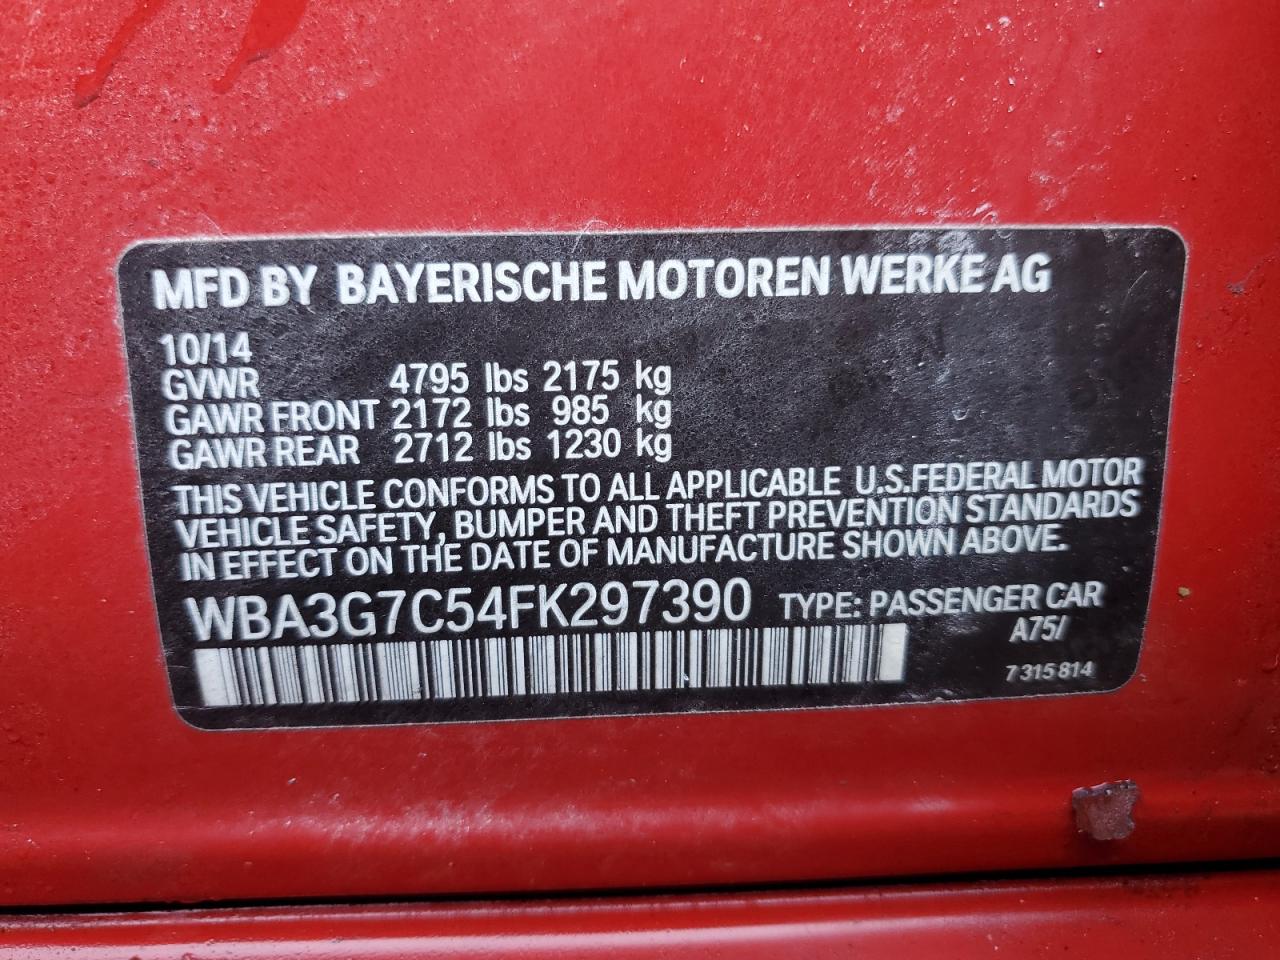 MFD BY BAYERISCHE MOTOREN WERKE AG
10/14
GVWR 4795 lbs 2175 kg
GAWR FRONT 2172 lbs 985 kg
GAWR REAR 2712 lbs 1230 kg
THIS VEHICLE CONFORMS TO ALL APPLICABLE U.S.FEDERAL MOTOR
VEHICLE SAFETY, BUMPER AND THEFT PREVENTION STANDARDS
IN EFFECT ON THE DATE OF MANUFACTURE SHOWN ABOVE.
WBA3G7C54FK297390 TYPE: PASSENGER CAR
A75/
7 315 814